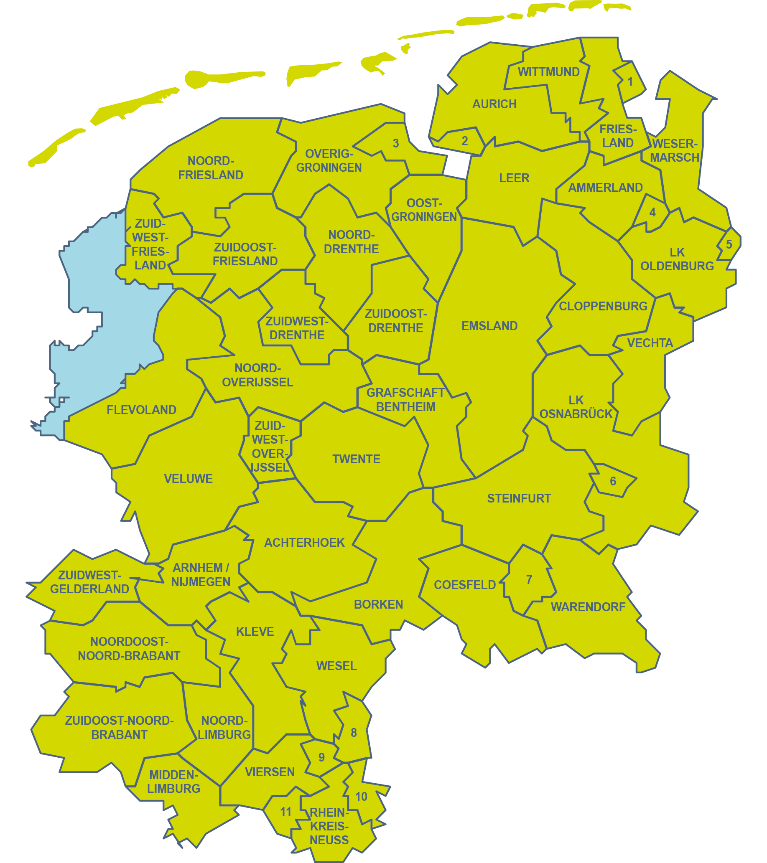 WITTMUND
1
AURICH
2
3
FRIES-
LAND
WESER-
MARSCH
NOORD-
FRIESLAND
OVERIG-
GRONINGEN
LEER
AMMERLAND
OOST-
GRONINGEN
4
5
ZUID-
WEST-
FRIES-
LAND
ZUIDOOST-
FRIESLAND
NOORD-
DRENTHE
LK
OLDENBURG
CLOPPENBURG
ZUIDWEST-
DRENTHE
ZUIDOOST-
DRENTHE
EMSLAND
VECHTA
NOORD-
OVERIJSSEL
GRAFSCHAFT
BENTHEIM
LK
OSNABRÜCK
FLEVOLAND
ZUID-
WEST-
OVER-
IJSSEL
TWENTE
VELUWE
6
STEINFURT
ACHTERHOEK
ARNHEM /
NIJMEGEN
ZUIDWEST-
GELDERLAND
COESFELD
7
BORKEN
WARENDORF
KLEVE
NOORDOOST-
NOORD-BRABANT
WESEL
ZUIDOOST-NOORD-
BRABANT
NOORD-
LIMBURG
8
9
VIERSEN
MIDDEN-
LIMBURG
10
11
RHEIN-
KREIS-
NEUSS